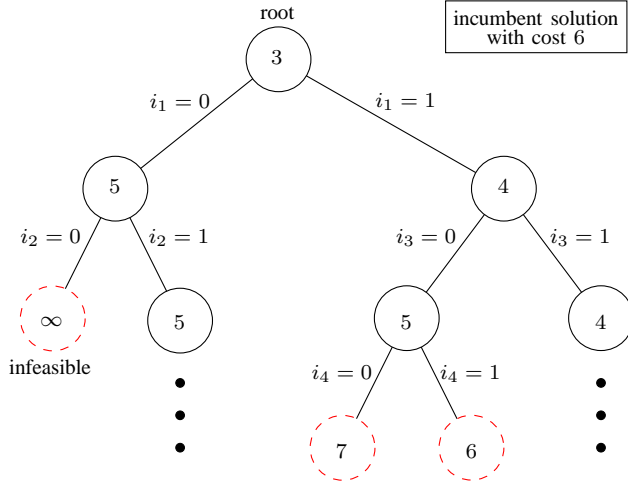 root
incumbent solution
with cost 6
3
i₁ = 0
i₁ = 1
5
4
i₂ = 0
i₂ = 1
i₃ = 0
i₃ = 1
∞
5
5
4
infeasible
i₄ = 0
i₄ = 1
7
6